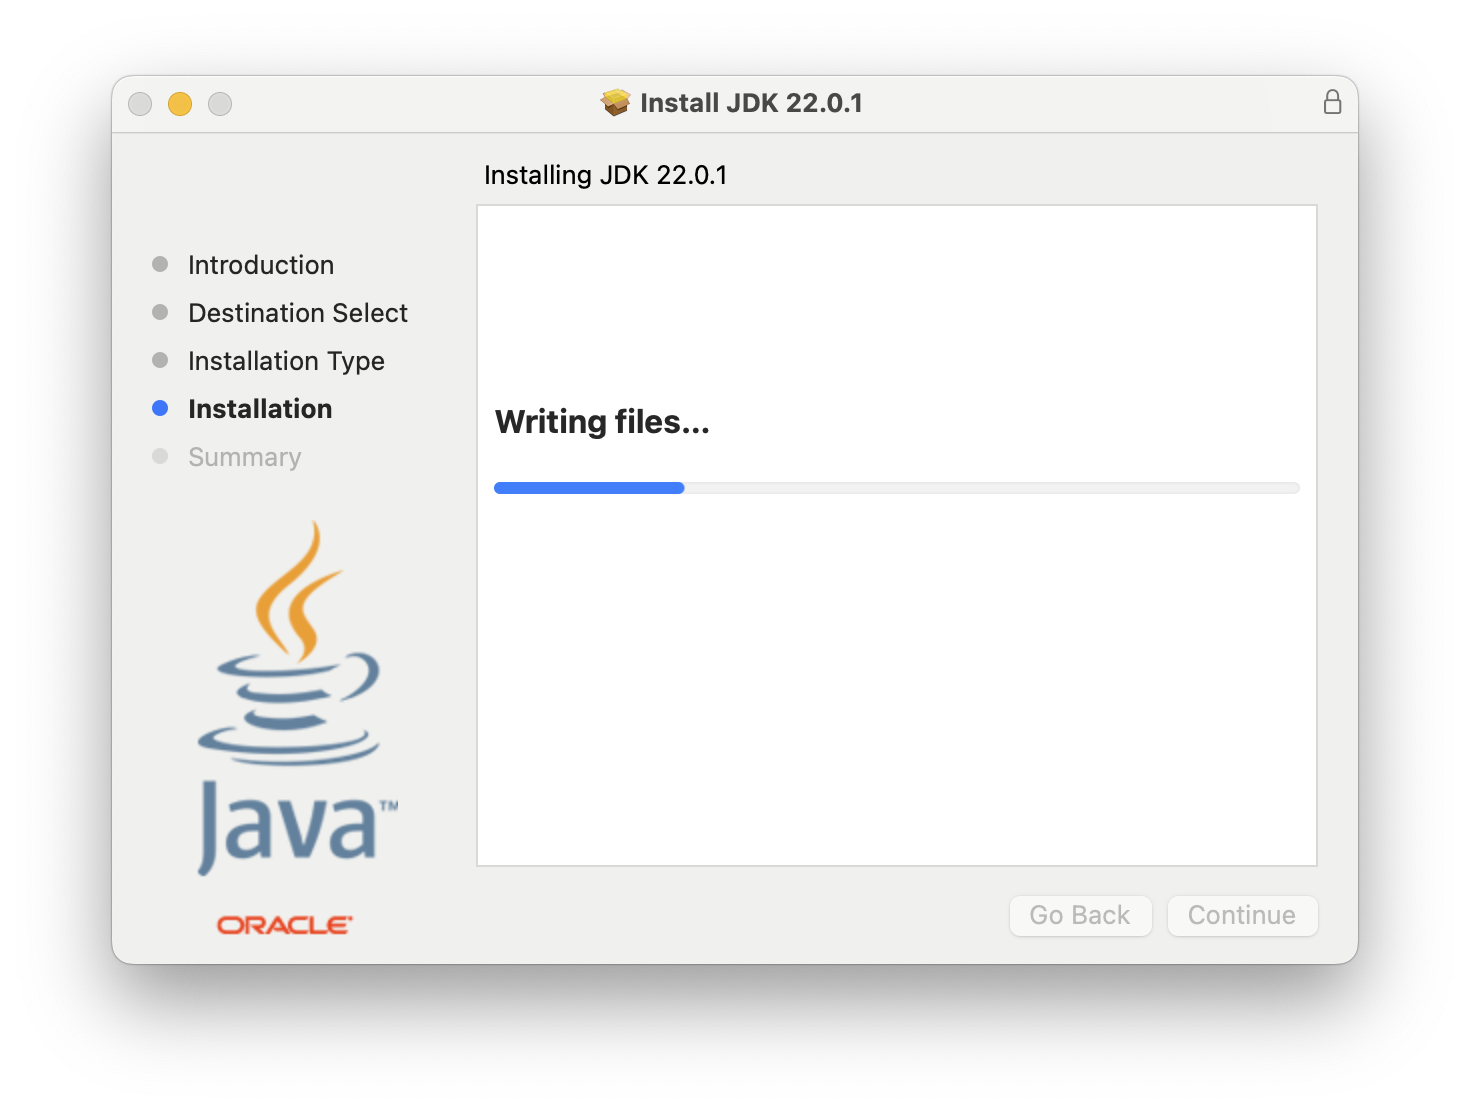 Install JDK 22.0.1
Installing JDK 22.0.1
Introduction
Destination Select
Installation Type
Installation
Summary
Writing files...
Java™
ORACLE
Go Back
Continue